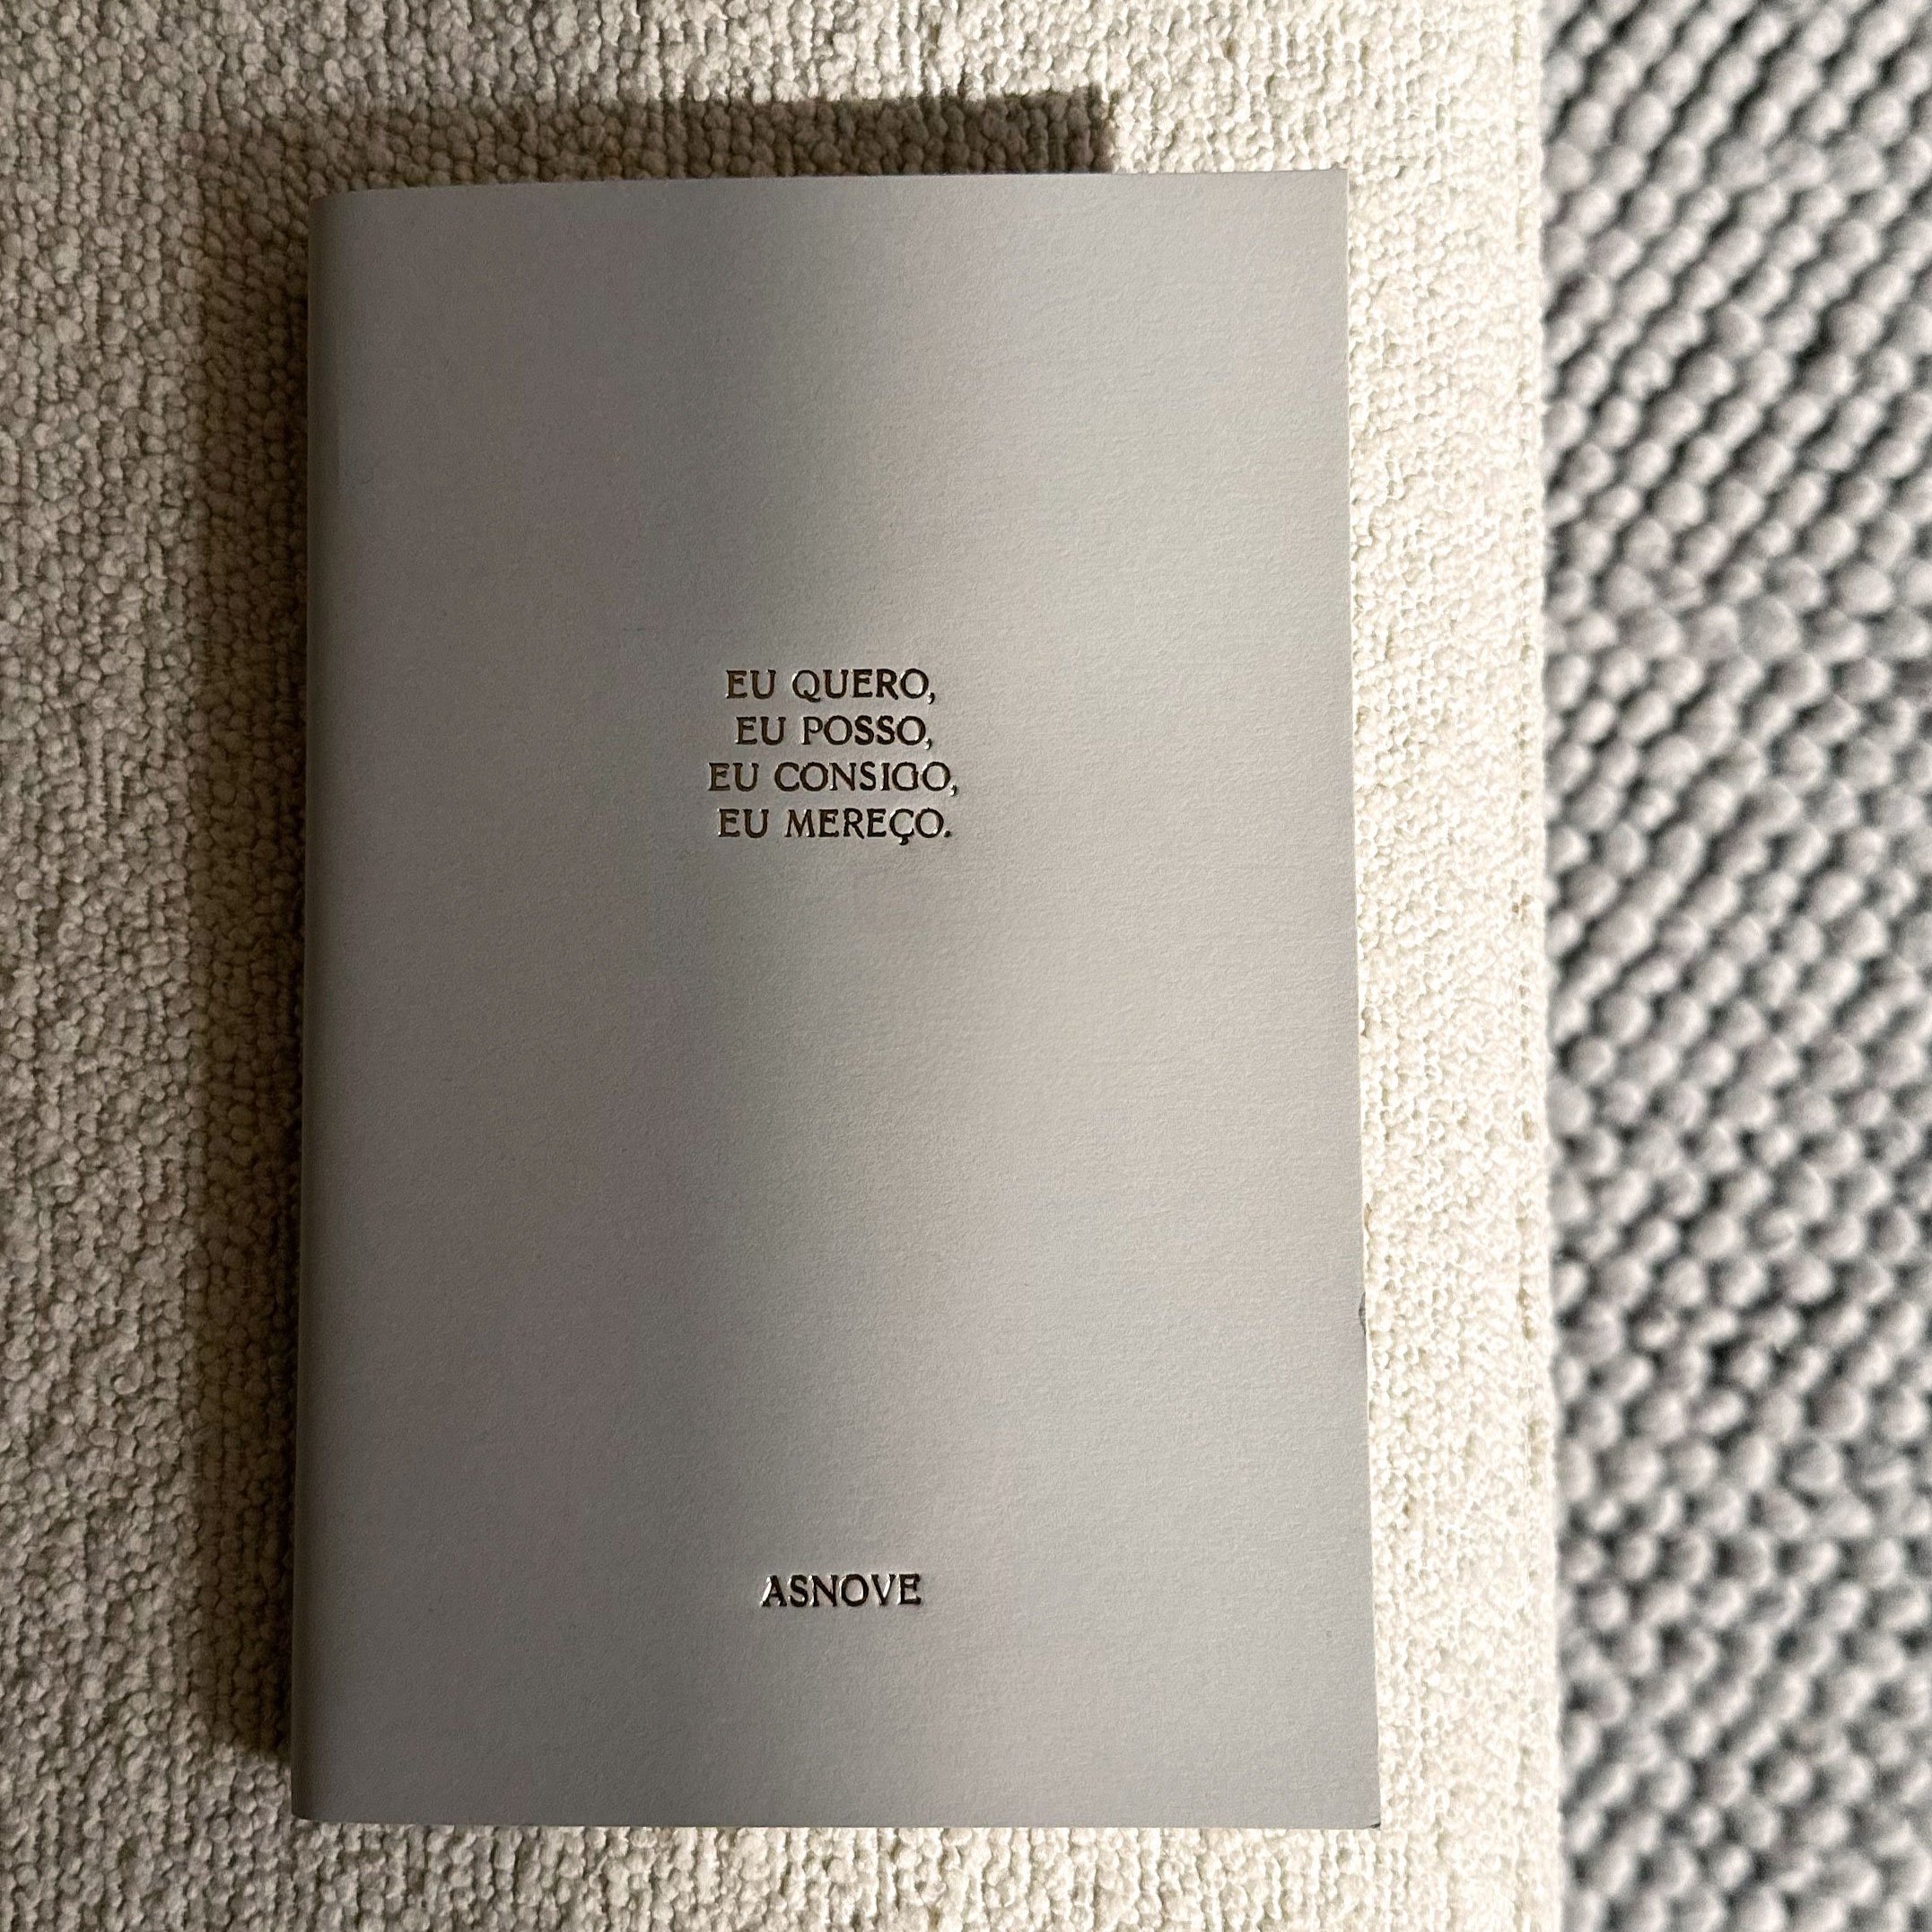 EU QUERO,
EU POSSO,
EU CONSIGO,
EU MEREÇO.
ASNOVE